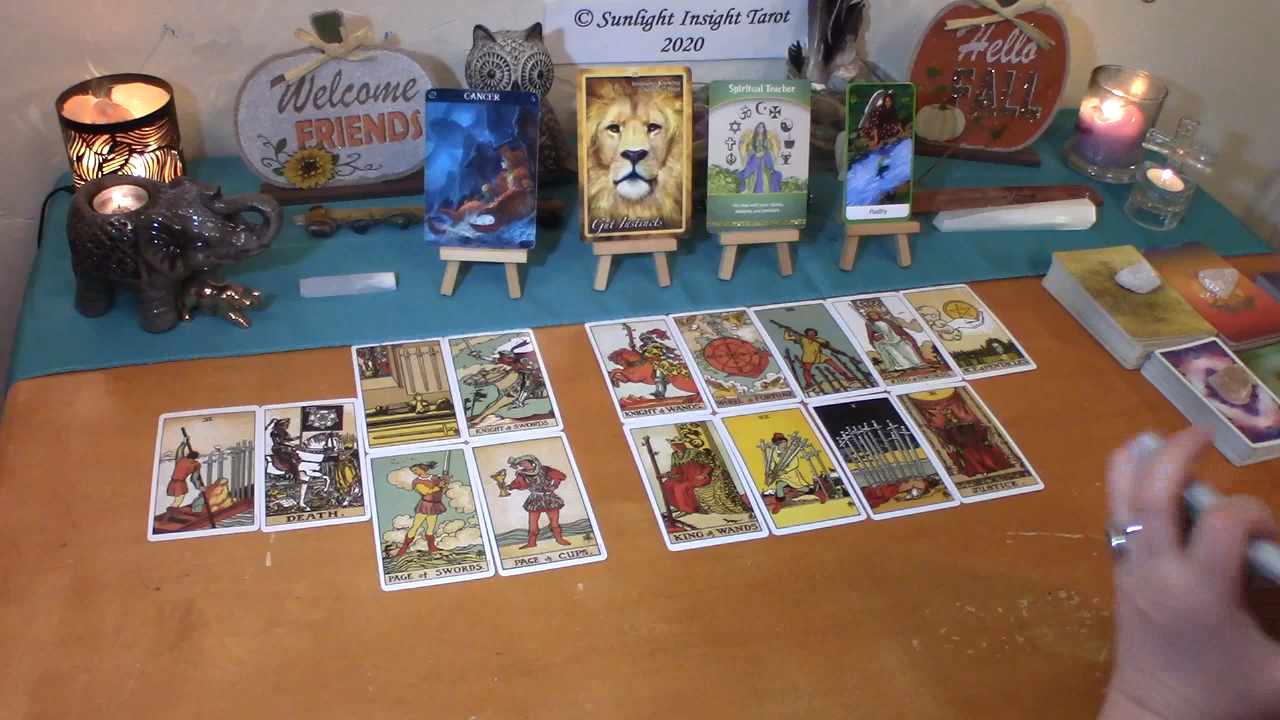 © Sunlight Insight Tarot
2020
Welcome
FRIENDS
Hello
FALL
CANCER
Gut Instincts
Spiritual Teacher
Fluidity
KNIGHT of WANDS.
WHEEL of FORTUNE.
KNIGHT of SWORDS.
DEATH.
PAGE of SWORDS.
PAGE of CUPS.
KING of WANDS.
VII
JUSTICE